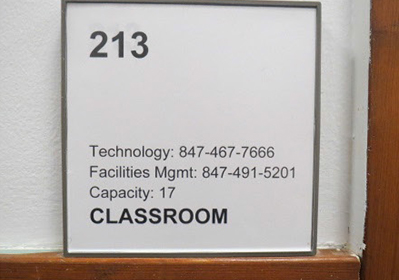 213
Technology: 847-467-7666
Facilities Mgmt: 847-491-5201
Capacity: 17
CLASSROOM